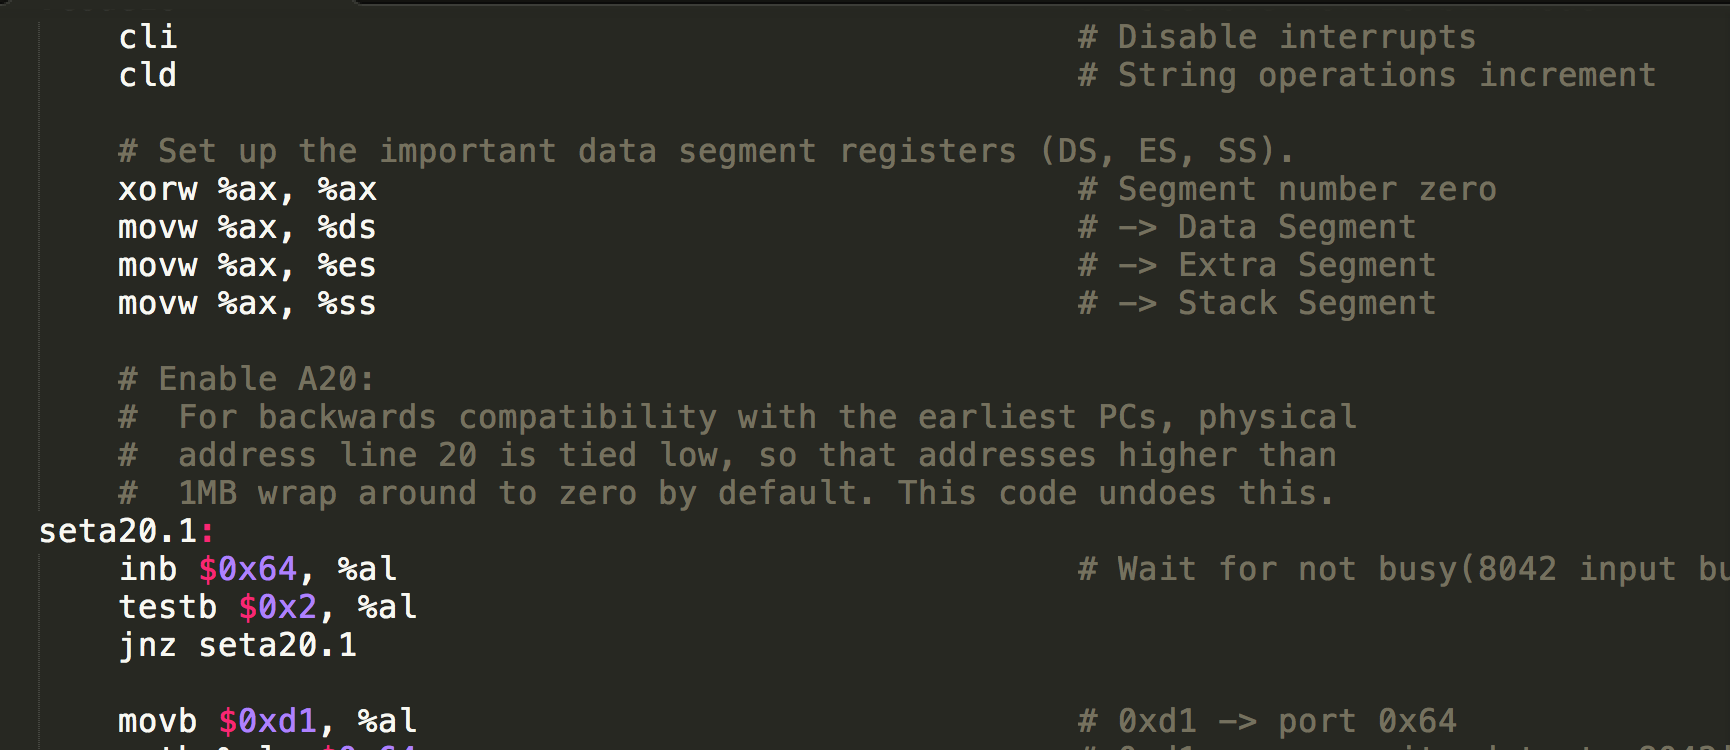 cli # Disable interrupts
cld # String operations increment
# Set up the important data segment registers (DS, ES, SS).
xorw %ax, %ax # Segment number zero
movw %ax, %ds # -> Data Segment
movw %ax, %es # -> Extra Segment
movw %ax, %ss # -> Stack Segment
# Enable A20:
#  For backwards compatibility with the earliest PCs, physical
#  address line 20 is tied low, so that addresses higher than
#  1MB wrap around to zero by default. This code undoes this.
seta20.1:
inb $0x64, %al # Wait for not busy(8042 input
testb $0x2, %al
jnz seta20.1
movb $0xd1, %al # 0xd1 -> port 0x64